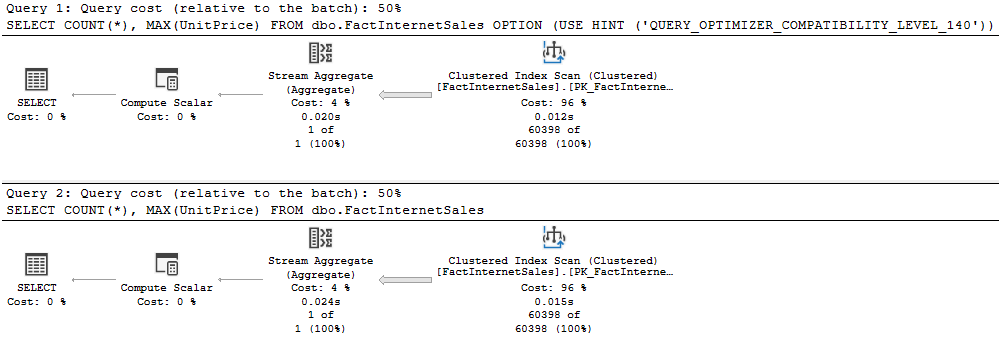 Query 1: Query cost (relative to the batch): 50%
SELECT COUNT(*), MAX(UnitPrice) FROM dbo.FactInternetSales OPTION (USE HINT ('QUERY_OPTIMIZER_COMPATIBILITY_LEVEL_140'))
SELECT
Cost: 0 %
Compute Scalar
Cost: 0 %
Stream Aggregate
(Aggregate)
Cost: 4 %
0.020s
1 of
1 (100%)
Clustered Index Scan (Clustered)
[FactInternetSales].[PK_FactInterne…
Cost: 96 %
0.012s
60398 of
60398 (100%)
Query 2: Query cost (relative to the batch): 50%
SELECT COUNT(*), MAX(UnitPrice) FROM dbo.FactInternetSales
SELECT
Cost: 0 %
Compute Scalar
Cost: 0 %
Stream Aggregate
(Aggregate)
Cost: 4 %
0.024s
1 of
1 (100%)
Clustered Index Scan (Clustered)
[FactInternetSales].[PK_FactInterne…
Cost: 96 %
0.015s
60398 of
60398 (100%)